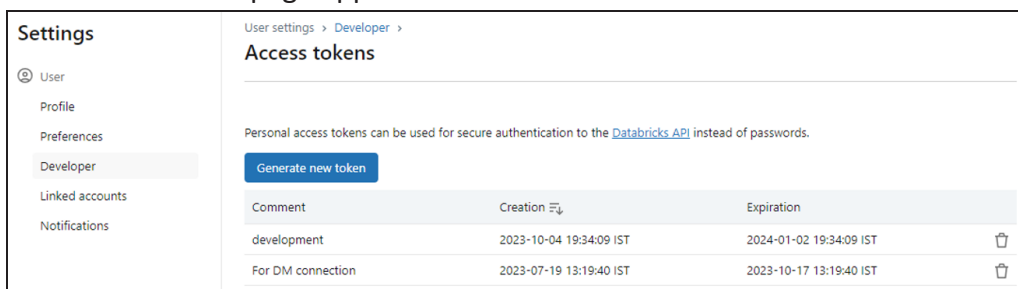 Settings
User
Profile
Preferences
Developer
Linked accounts
Notifications
User settings > Developer >
Access tokens
Personal access tokens can be used for secure authentication to the Databricks API instead of passwords.
Generate new token
Comment Creation Expiration
development 2023-10-04 19:34:09 IST 2024-01-02 19:34:09 IST
For DM connection 2023-07-19 13:19:40 IST 2023-10-17 13:19:40 IST